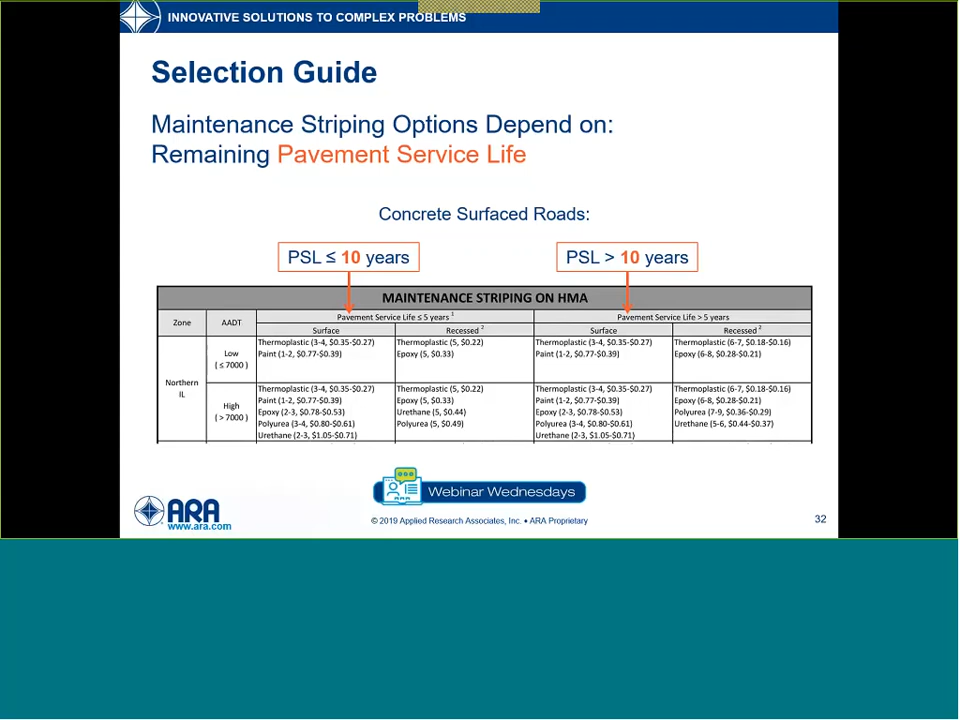 INNOVATIVE SOLUTIONS TO COMPLEX PROBLEMS
Selection Guide
Maintenance Striping Options Depend on:
Remaining Pavement Service Life
Concrete Surfaced Roads:
PSL ≤ 10 years
PSL > 10 years
MAINTENANCE STRIPING ON HMA
Zone
AADT
Pavement Service Life ≤ 5 years 1
Pavement Service Life > 5 years
Surface
Recessed 2
Surface
Recessed 2
Northern
IL
Low
( ≤ 7000 )
Thermoplastic (3-4, $0.35-$0.27)
Paint (1-2, $0.77-$0.39)
Thermoplastic (5, $0.22)
Epoxy (5, $0.33)
Thermoplastic (3-4, $0.35-$0.27)
Paint (1-2, $0.77-$0.39)
Thermoplastic (6-7, $0.18-$0.16)
Epoxy (6-8, $0.28-$0.21)
High
( > 7000 )
Thermoplastic (3-4, $0.35-$0.27)
Paint (1-2, $0.77-$0.39)
Epoxy (2-3, $0.78-$0.53)
Polyurea (3-4, $0.80-$0.61)
Urethane (2-3, $1.05-$0.71)
Thermoplastic (5, $0.22)
Epoxy (5, $0.33)
Urethane (5, $0.44)
Polyurea (5, $0.49)
Thermoplastic (3-4, $0.35-$0.27)
Paint (1-2, $0.77-$0.39)
Epoxy (2-3, $0.78-$0.53)
Polyurea (3-4, $0.80-$0.61)
Urethane (2-3, $1.05-$0.71)
Thermoplastic (6-7, $0.18-$0.16)
Epoxy (6-8, $0.28-$0.21)
Polyurea (7-9, $0.36-$0.29)
Urethane (5-6, $0.44-$0.37)
ARA
www.ara.com
ARA
Webinar Wednesdays
© 2019 Applied Research Associates, Inc. • ARA Proprietary
32